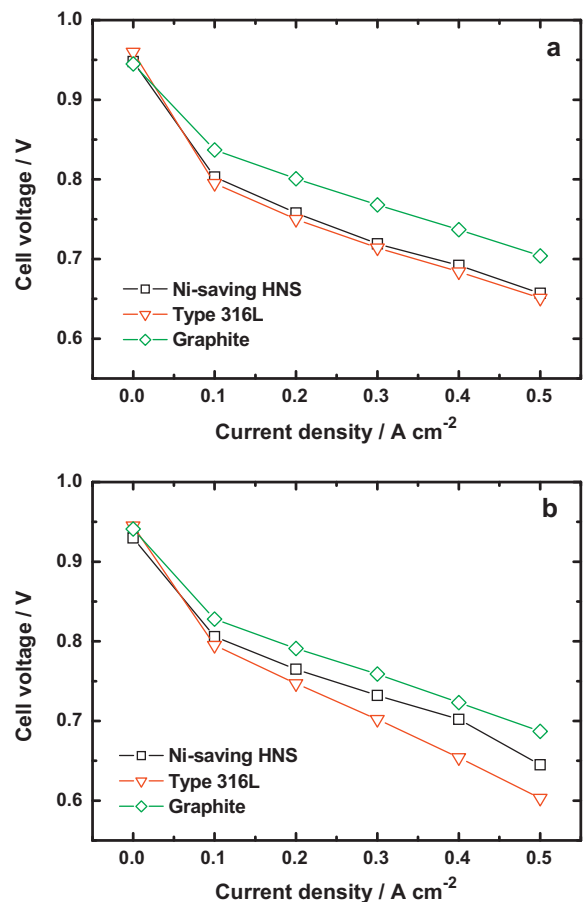 a
1.0
0.9
0.8
0.7
0.6
Cell voltage / V
Ni-saving HNS
Type 316L
Graphite
0.0 0.1 0.2 0.3 0.4 0.5
Current density / A cm⁻²
b
1.0
0.9
0.8
0.7
0.6
Cell voltage / V
Ni-saving HNS
Type 316L
Graphite
0.0 0.1 0.2 0.3 0.4 0.5
Current density / A cm⁻²